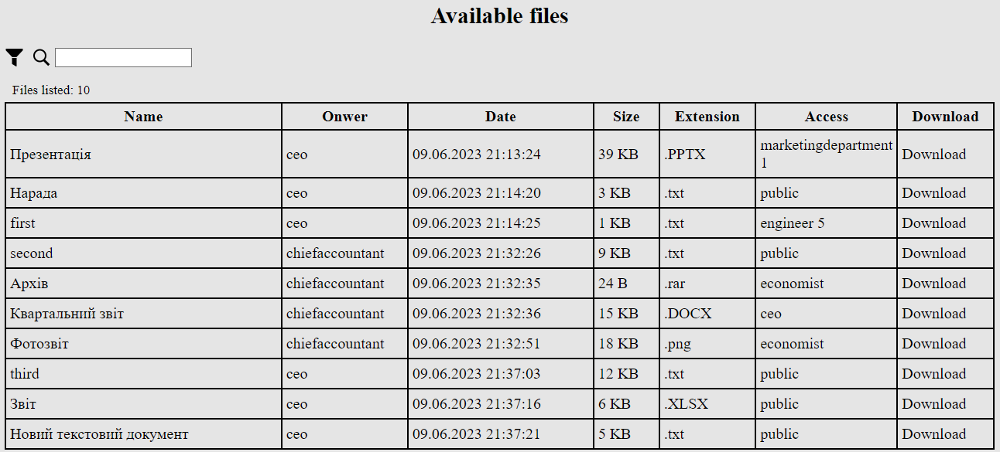 Available files
Files listed: 10
Name Onwer Date Size Extension Access Download
Презентація ceo 09.06.2023 21:13:24 39 KB .PPTX marketingdepartment 1 Download
Нарада ceo 09.06.2023 21:14:20 3 KB .txt public Download
first ceo 09.06.2023 21:14:25 1 KB .txt engineer 5 Download
second chiefaccountant 09.06.2023 21:32:26 9 KB .txt public Download
Архів chiefaccountant 09.06.2023 21:32:35 24 B .rar economist Download
Квартальний звіт chiefaccountant 09.06.2023 21:32:36 15 KB .DOCX ceo Download
Фотозвіт chiefaccountant 09.06.2023 21:32:51 18 KB .png economist Download
third ceo 09.06.2023 21:37:03 12 KB .txt public Download
Звіт ceo 09.06.2023 21:37:16 6 KB .XLSX public Download
Новий текстовий документ ceo 09.06.2023 21:37:21 5 KB .txt public Download